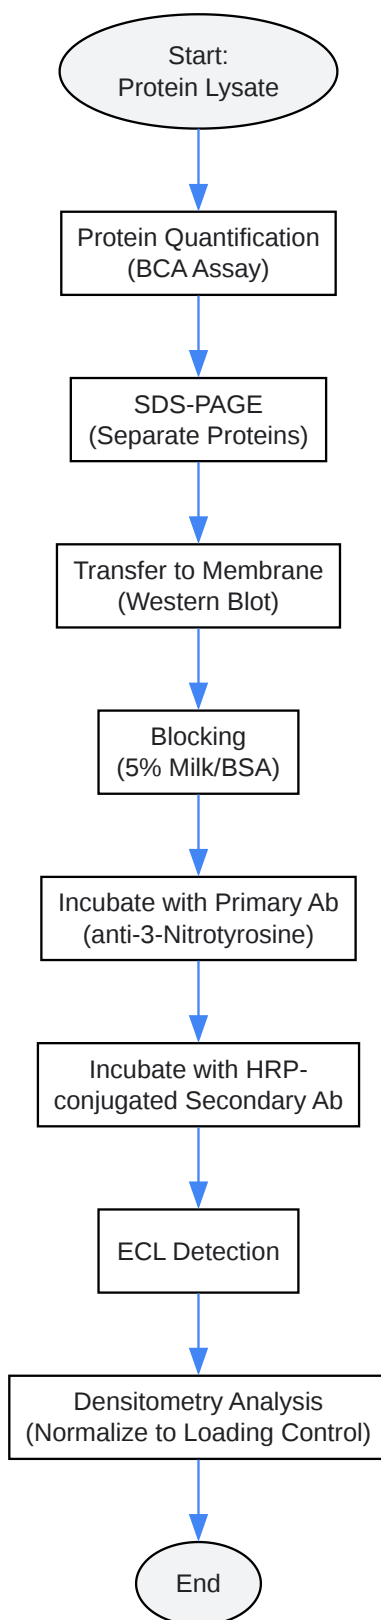 Start:
Protein Lysate
Protein Quantification
(BCA Assay)
SDS-PAGE
(Separate Proteins)
Transfer to Membrane
(Western Blot)
Blocking
(5% Milk/BSA)
Incubate with Primary Ab
(anti-3-Nitrotyrosine)
Incubate with HRP-
conjugated Secondary Ab
ECL Detection
Densitometry Analysis
(Normalize to Loading Control)
End